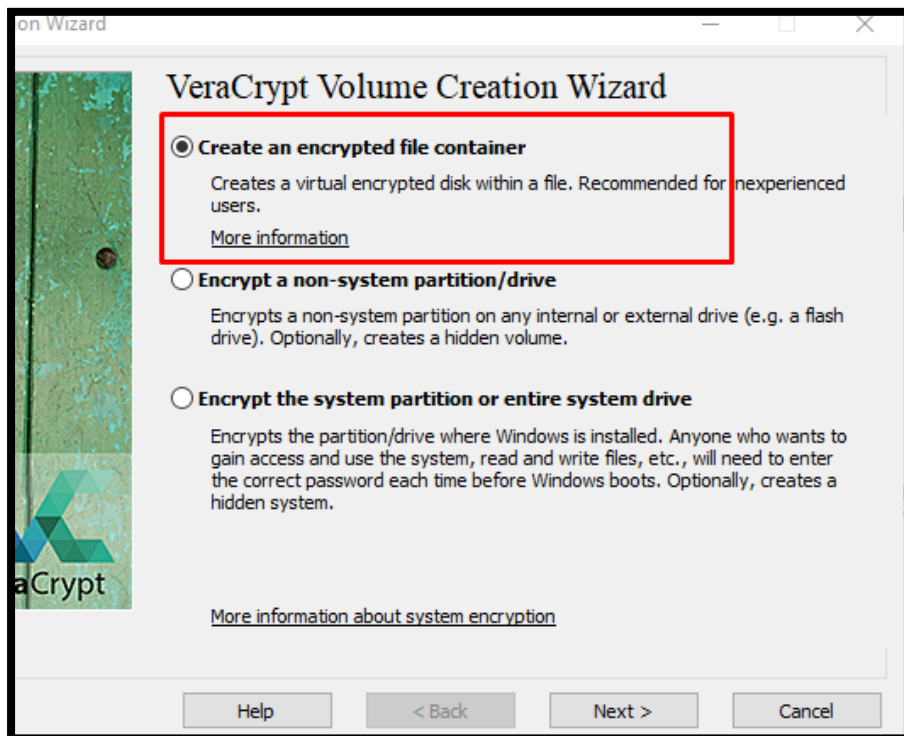 on Wizard
VeraCrypt Volume Creation Wizard
Create an encrypted file container
Creates a virtual encrypted disk within a file. Recommended for inexperienced
users.
More information
Encrypt a non-system partition/drive
Encrypts a non-system partition on any internal or external drive (e.g. a flash
drive). Optionally, creates a hidden volume.
Encrypt the system partition or entire system drive
Encrypts the partition/drive where Windows is installed. Anyone who wants to
gain access and use the system, read and write files, etc., will need to enter
the correct password each time before Windows boots. Optionally, creates a
hidden system.
aCrypt
More information about system encryption
Help
< Back
Next >
Cancel